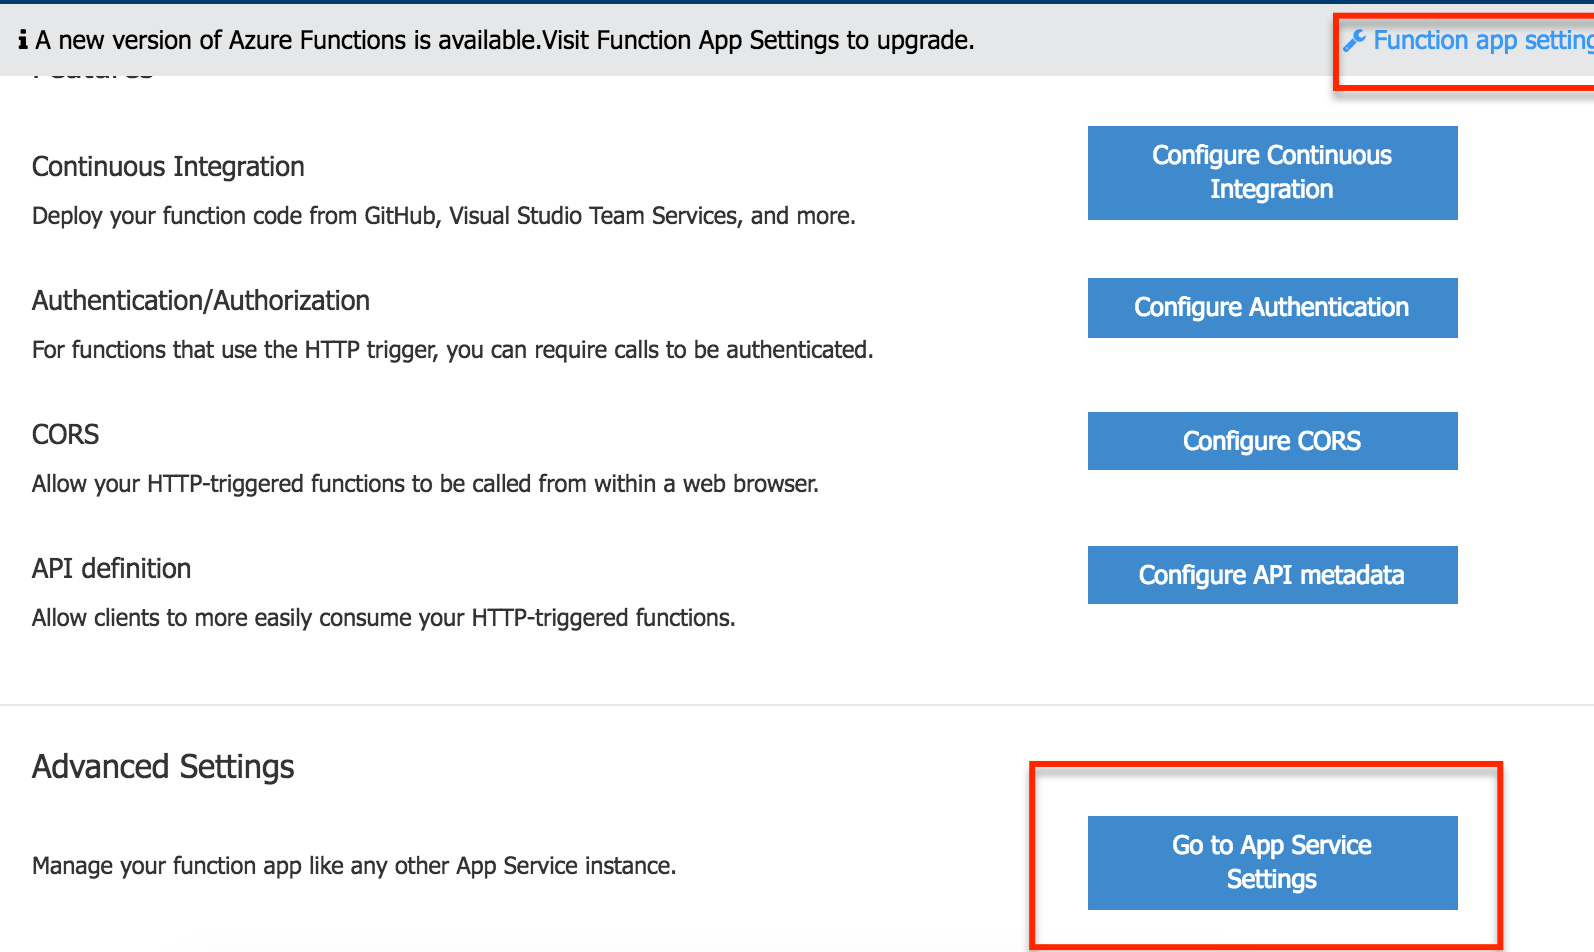 A new version of Azure Functions is available.Visit Function App Settings to upgrade.
Function app setting
Features
Continuous Integration
Deploy your function code from GitHub, Visual Studio Team Services, and more.
Configure Continuous
Integration
Authentication/Authorization
For functions that use the HTTP trigger, you can require calls to be authenticated.
Configure Authentication
CORS
Allow your HTTP-triggered functions to be called from within a web browser.
Configure CORS
API definition
Allow clients to more easily consume your HTTP-triggered functions.
Configure API metadata
Advanced Settings
Manage your function app like any other App Service instance.
Go to App Service
Settings